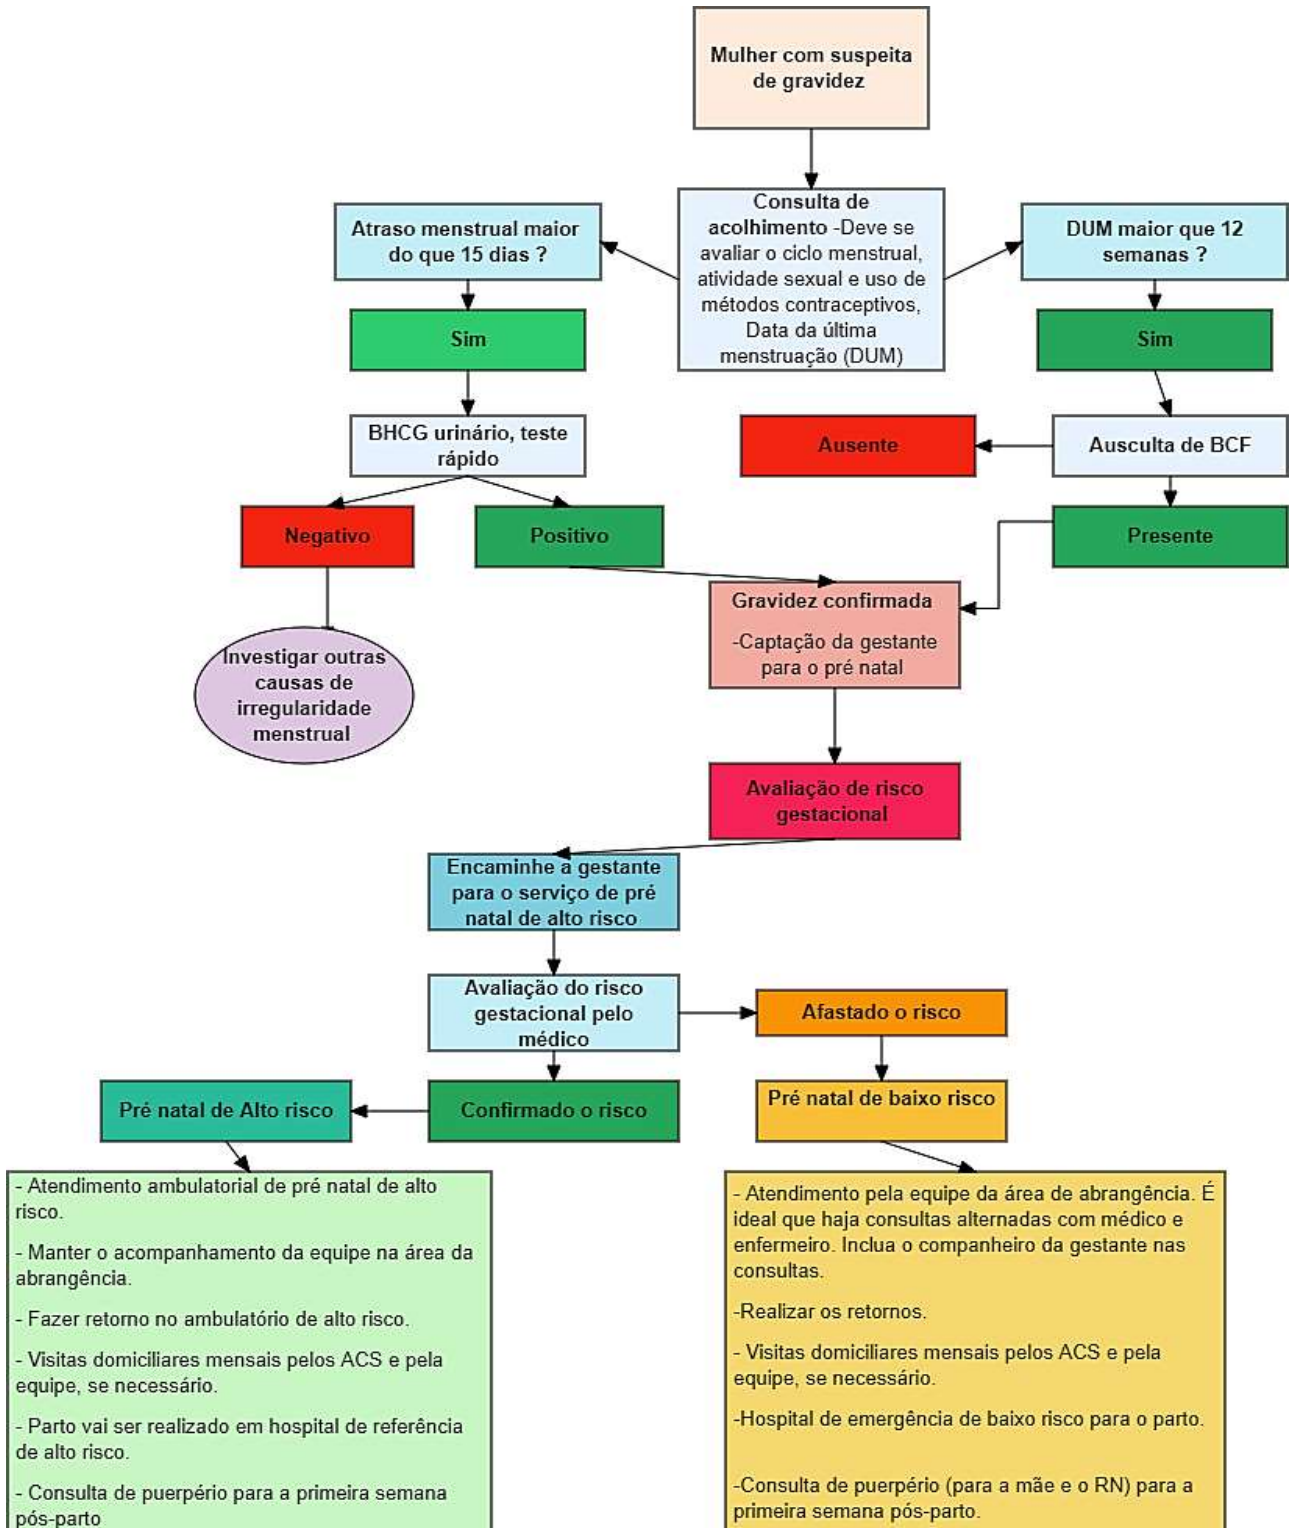 Mulher com suspeita
de gravidez
Consulta de
acolhimento -Deve se
avaliar o ciclo menstrual,
atividade sexual e uso de
métodos contraceptivos,
Data da última
menstruação (DUM)
Atraso menstrual maior
do que 15 dias ?
DUM maior que 12
semanas ?
Sim
Sim
BHCG urinário, teste
rápido
Ausente
Ausculta de BCF
Negativo
Positivo
Presente
Gravidez confirmada
-Captação da gestante
para o pré natal
Investigar outras
causas de
irregularidade
menstrual
Avaliação de risco
gestacional
Encaminhe a gestante
para o serviço de pré
natal de alto risco
Avaliação do risco
gestacional pelo
médico
Afastado o risco
Pré natal de Alto risco
Confirmado o risco
Pré natal de baixo risco
- Atendimento ambulatorial de pré natal de alto
risco.
- Manter o acompanhamento da equipe na área da
abrangência.
- Fazer retorno no ambulatório de alto risco.
- Visitas domiciliares mensais pelos ACS e pela
equipe, se necessário.
- Parto vai ser realizado em hospital de referência
de alto risco.
- Consulta de puerpério para a primeira semana
pós-parto
- Atendimento pela equipe da área de abrangência. É
ideal que haja consultas alternadas com médico e
enfermeiro. Inclua o companheiro da gestante nas
consultas.
-Realizar os retornos.
- Visitas domiciliares mensais pelos ACS e pela
equipe, se necessário.
-Hospital de emergência de baixo risco para o parto.
-Consulta de puerpério (para a mãe e o RN) para a
primeira semana pós-parto.